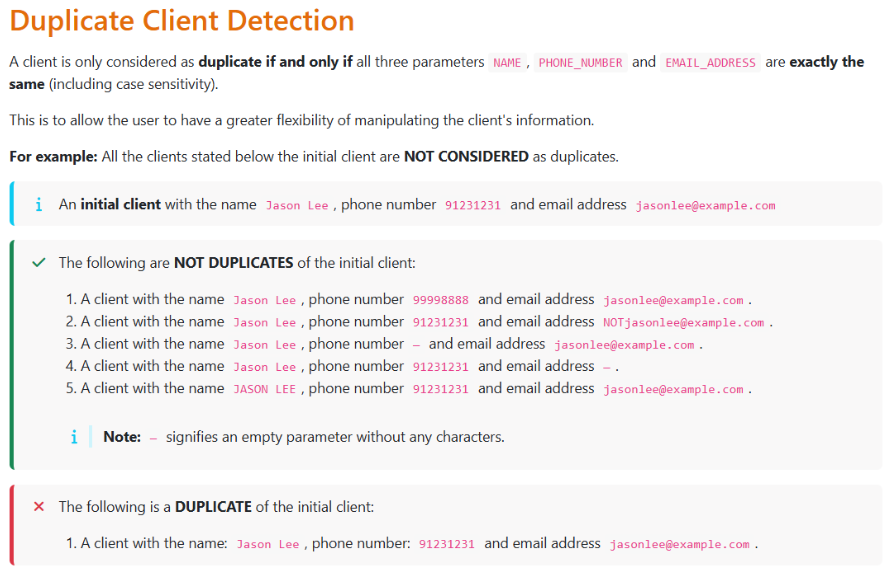 Duplicate Client Detection
A client is only considered as duplicate if and only if all three parameters NAME , PHONE_NUMBER and EMAIL_ADDRESS are exactly the
same (including case sensitivity).
This is to allow the user to have a greater flexibility of manipulating the client's information.
For example: All the clients stated below the initial client are NOT CONSIDERED as duplicates.
An initial client with the name Jason Lee , phone number 91231231 and email address jasonlee@example.com
The following are NOT DUPLICATES of the initial client:
1. A client with the name Jason Lee , phone number 99998888 and email address jasonlee@example.com .
2. A client with the name Jason Lee , phone number 91231231 and email address NOTjasonlee@example.com .
3. A client with the name Jason Lee , phone number – and email address jasonlee@example.com .
4. A client with the name Jason Lee , phone number 91231231 and email address – .
5. A client with the name JASON LEE , phone number 91231231 and email address jasonlee@example.com .
Note: – signifies an empty parameter without any characters.
The following is a DUPLICATE of the initial client:
1. A client with the name: Jason Lee , phone number: 91231231 and email address jasonlee@example.com .